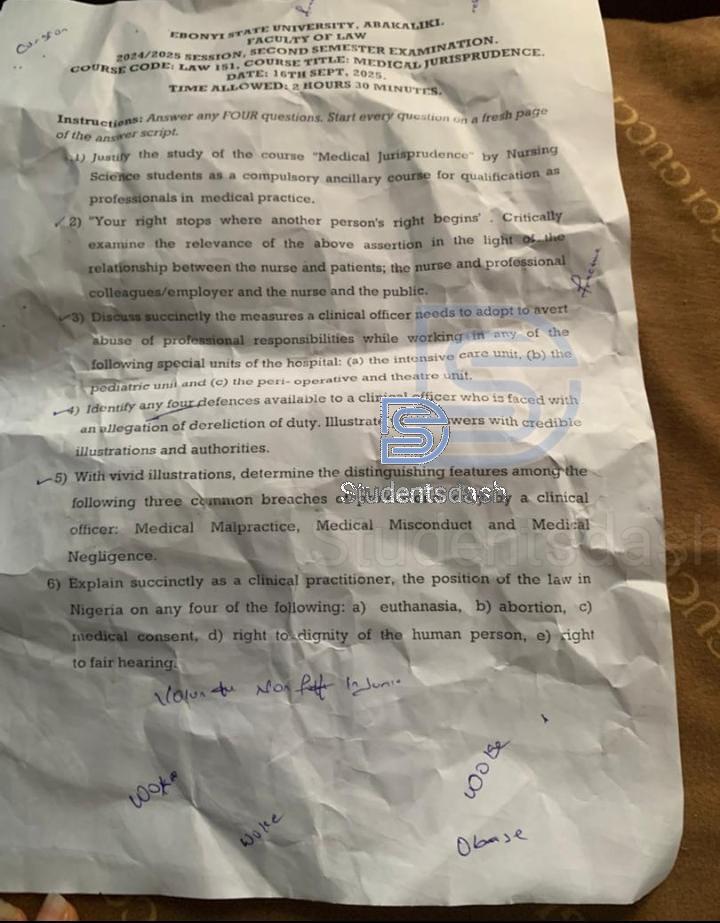 EBONYI STATE UNIVERSITY, ABAKALIKI.
FACULTY OF LAW
2024/2025 SESSION, SECOND SEMESTER EXAMINATION.
COURSE CODE: LAW 151, COURSE TITLE: MEDICAL JURISPRUDENCE.
DATE: 16TH SEPT, 2025.
TIME ALLOWED: 2 HOURS 30 MINUTES.
Instructions: Answer any FOUR questions. Start every question on a fresh page
of the answer script.
1) Justify the study of the course "Medical Jurisprudence" by Nursing
Science students as a compulsory ancillary course for qualification as
professionals in medical practice.
2) "Your right stops where another person's right begins' . Critically
examine the relevance of the above assertion in the light of the
relationship between the nurse and patients; the nurse and professional
colleagues/employer and the nurse and the public.
3) Discuss succinctly the measures a clinical officer needs to adopt to avert
abuse of professional responsibilities while working in any of the
following special units of the hospital: (a) the intensive care unit, (b) the
pediatric unit and (c) the peri- operative and theatre unit.
4) Identify any four defences available to a clinical officer who is faced with
an allegation of dereliction of duty. Illustrate answers with credible
illustrations and authorities.
5) With vivid illustrations, determine the distinguishing features among the
following three common breaches by a clinical
officer: Medical Malpractice, Medical Misconduct and Medical
Negligence.
6) Explain succinctly as a clinical practitioner, the position of the law in
Nigeria on any four of the following: a) euthanasia, b) abortion, c)
medical consent, d) right to dignity of the human person, e) right
to fair hearing.
Studentsdash
Studentsdash
Woke
Woke
Woke